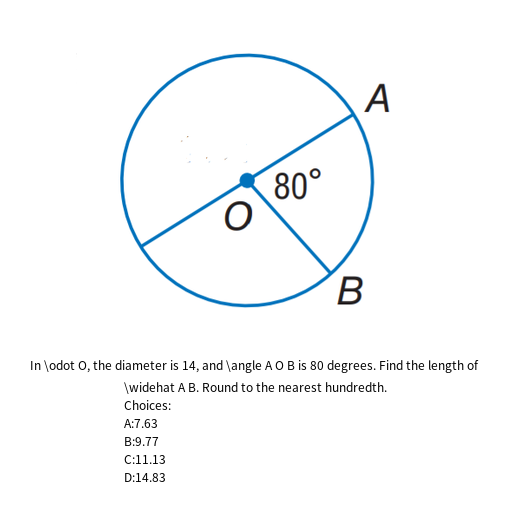 A
80°
O
B
In \odot O, the diameter is 14, and \angle A O B is 80 degrees. Find the length of
\widehat A B. Round to the nearest hundredth.
Choices:
A:7.63
B:9.77
C:11.13
D:14.83